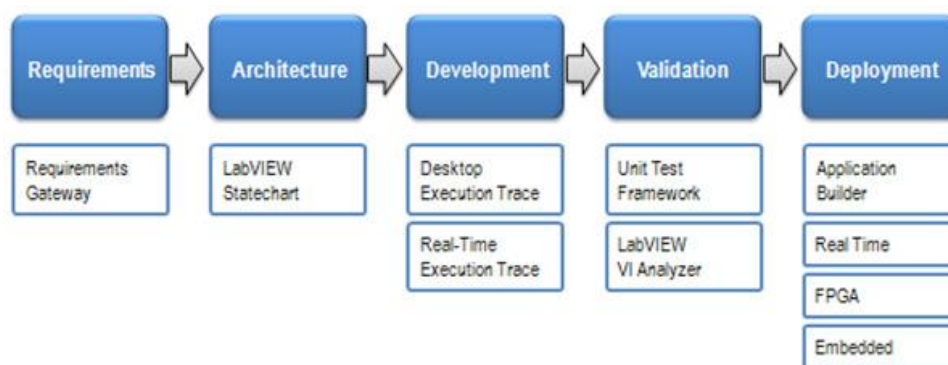 Requirements
Architecture
Development
Validation
Deployment
Requirements
Gateway
LabVIEW
Statechart
Desktop
Execution Trace
Real-Time
Execution Trace
Unit Test
Framework
LabVIEW
VI Analyzer
Application
Builder
Real Time
FPGA
Embedded